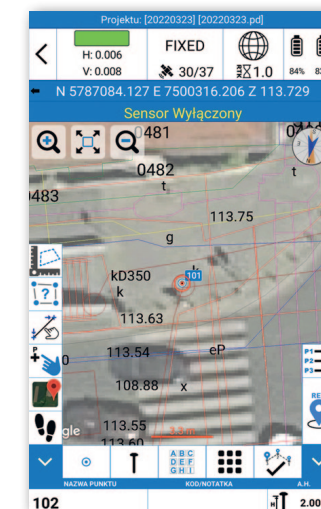 Projektu: [20220323] [20220323.pd]
H: 0.006
V: 0.008
FIXED
30/37
1.0
84%
N 5787084.127 E 7500316.206 Z 113.729
Sensor Wyłączony
0481
0482
t
t
0483
113.75
g
kD350
k
101
113.63
113.54
eP
108.88
x
113.55
113.60
gle
P1
P2
P3
ABC
DEF
GHI
NAZWA PUNKTU
KOD/NOTATKA
A.H.
102
2.00